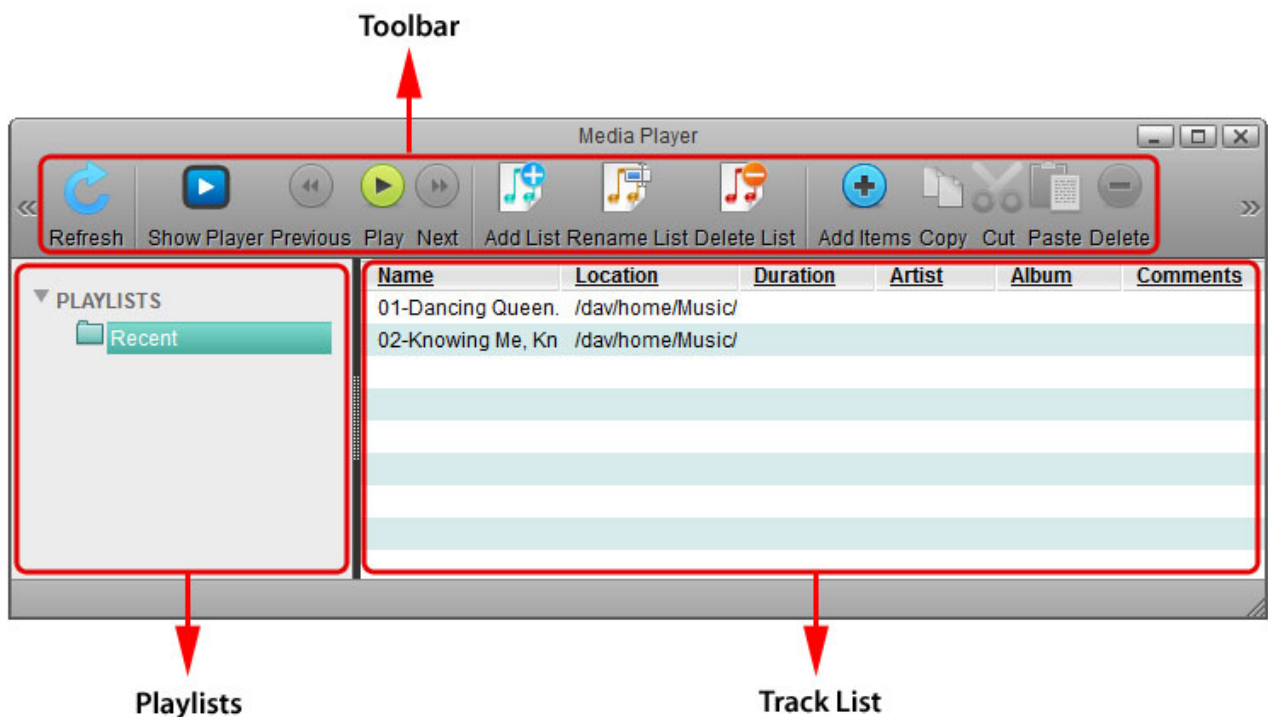 Toolbar
Media Player
Refresh Show Player Previous Play Next Add List Rename List Delete List Add Items Copy Cut Paste Delete
PLAYLISTS
Recent
Name Location Duration Artist Album Comments
01-Dancing Queen. /dav/home/Music/
02-Knowing Me, Kn /dav/home/Music/
Playlists
Track List